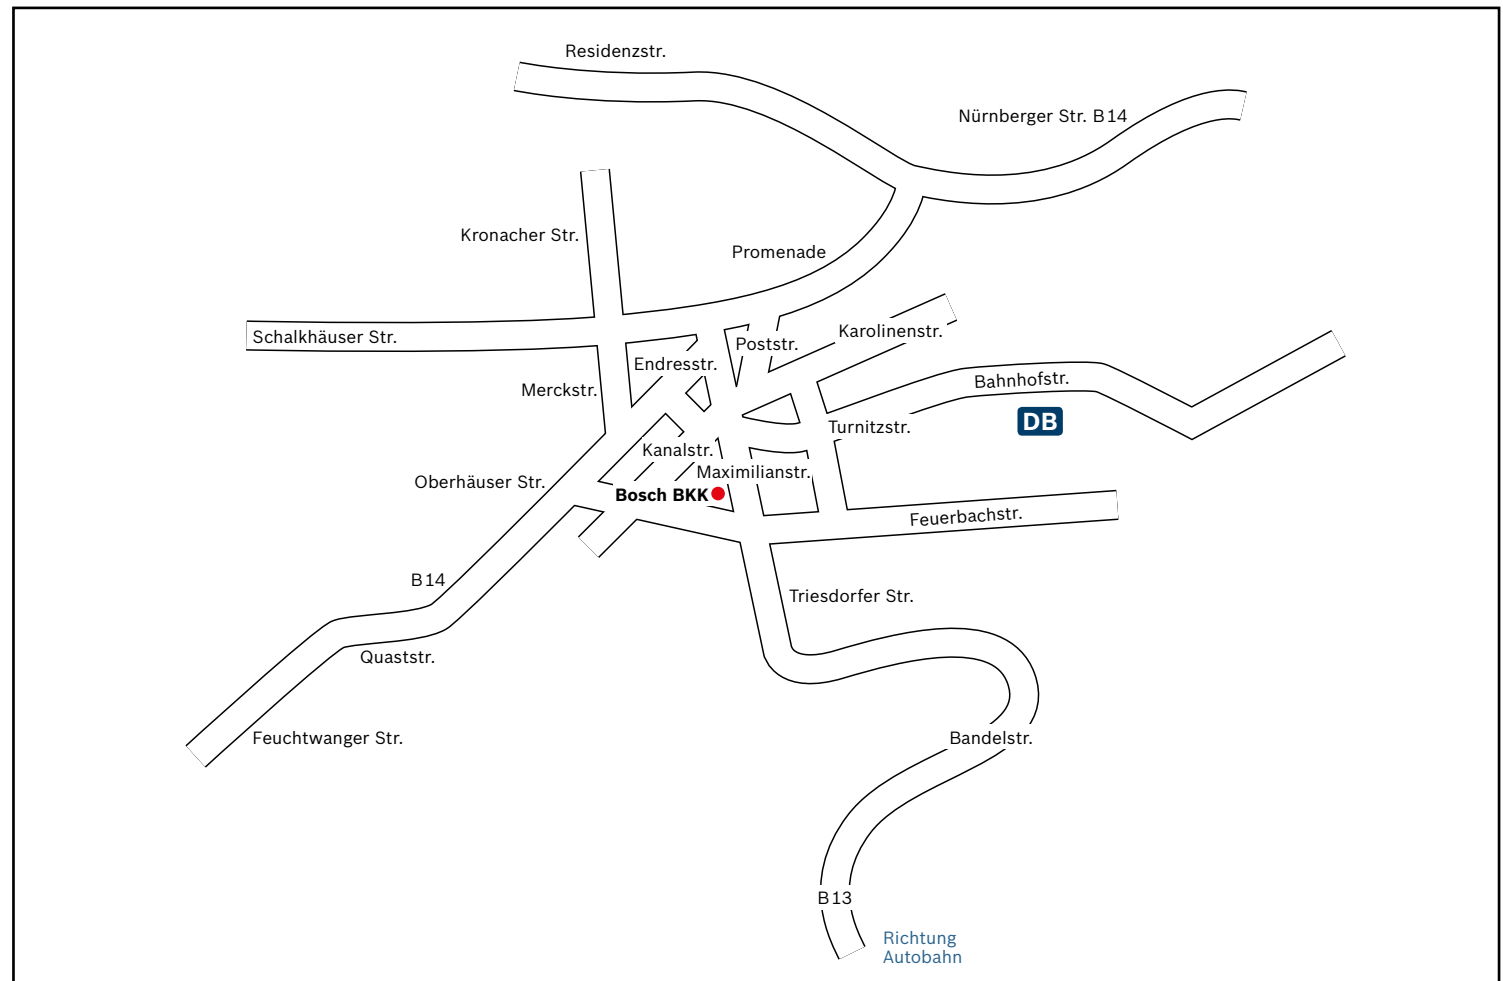 Residenzstr.
Nürnberger Str. B14
Kronacher Str.
Promenade
Schalkhäuser Str.
Karolinenstr.
Poststr.
Endresstr.
Merckstr.
Bahnhofstr.
DB
Turnitzstr.
Kanalstr.
Maximilianstr.
Oberhäuser Str.
Bosch BKK
Feuerbachstr.
B14
Triesdorfer Str.
Quaststr.
Feuchtwanger Str.
Bandelstr.
B13
Richtung
Autobahn